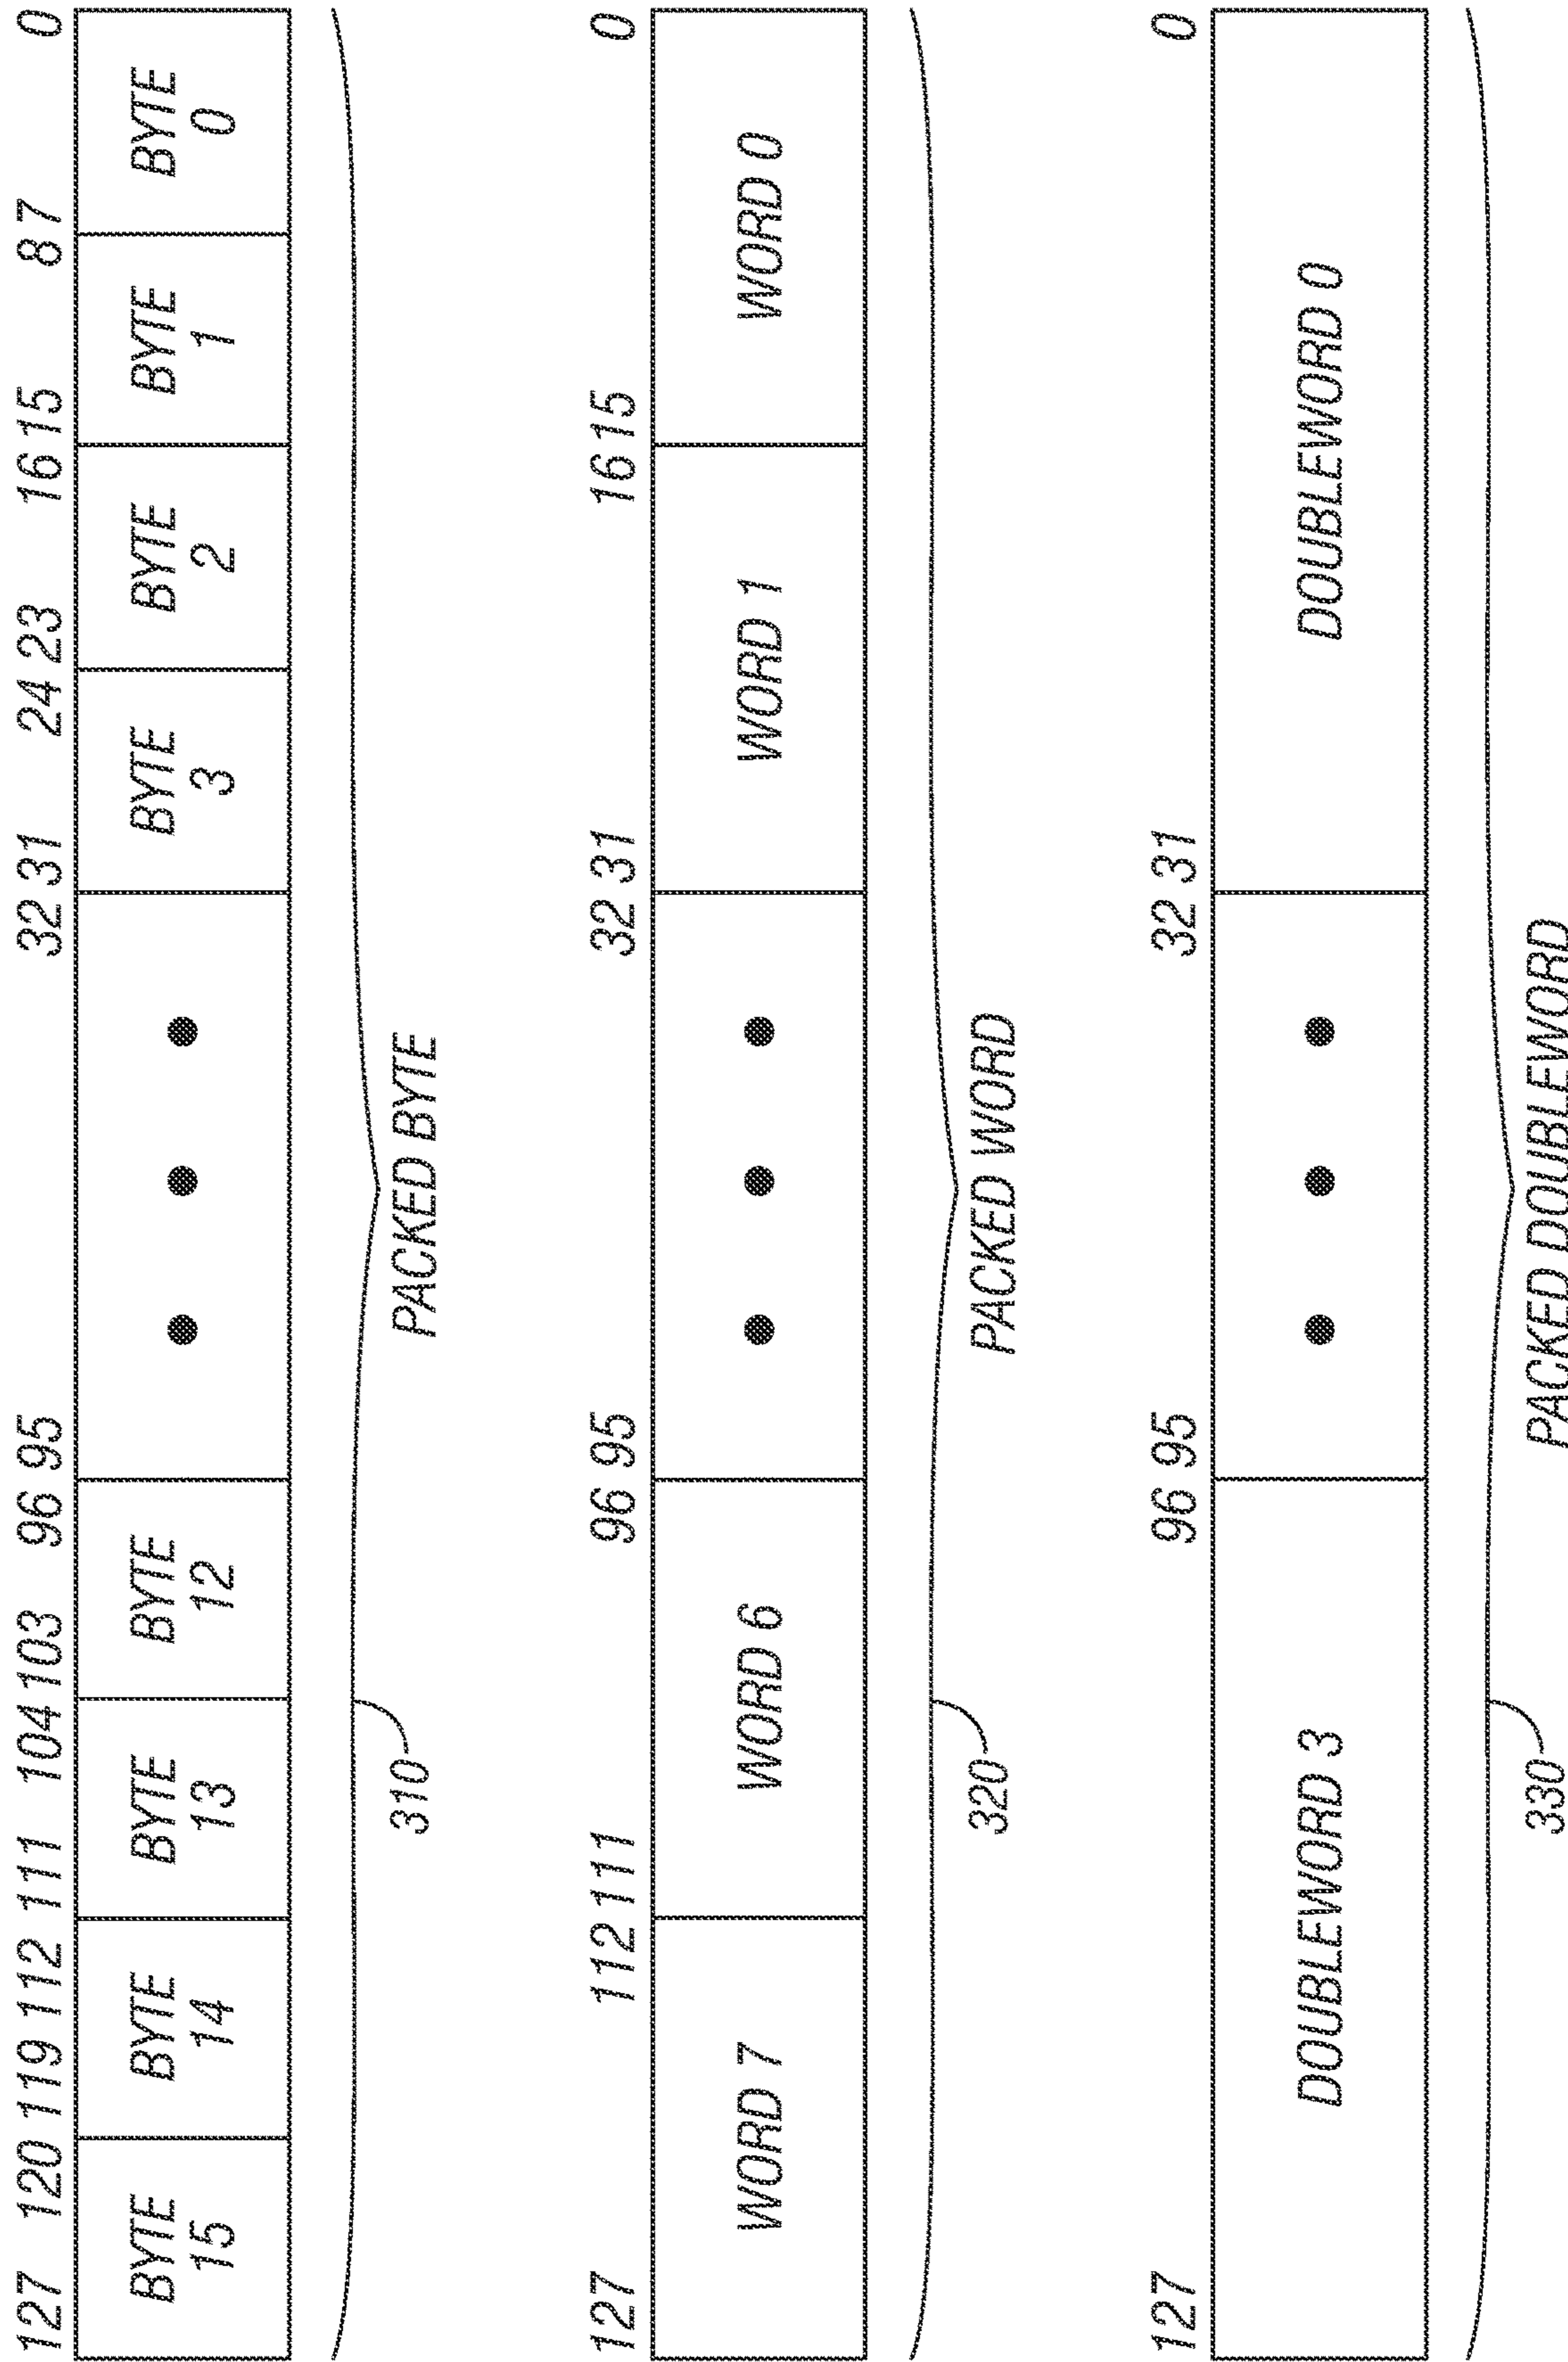 127 120 119 112 111 104 103 96 95 32 31 24 23 16 15 8 7 0
BYTE 15
BYTE 14
BYTE 13
BYTE 12
BYTE 3
BYTE 2
BYTE 1
BYTE 0
310
PACKED BYTE
127 112 111 96 95 32 31 16 15 0
WORD 7
WORD 6
WORD 1
WORD 0
320
PACKED WORD
127 96 95 32 31 0
DOUBLEWORD 3
DOUBLEWORD 0
330
PACKED DOUBLEWORD